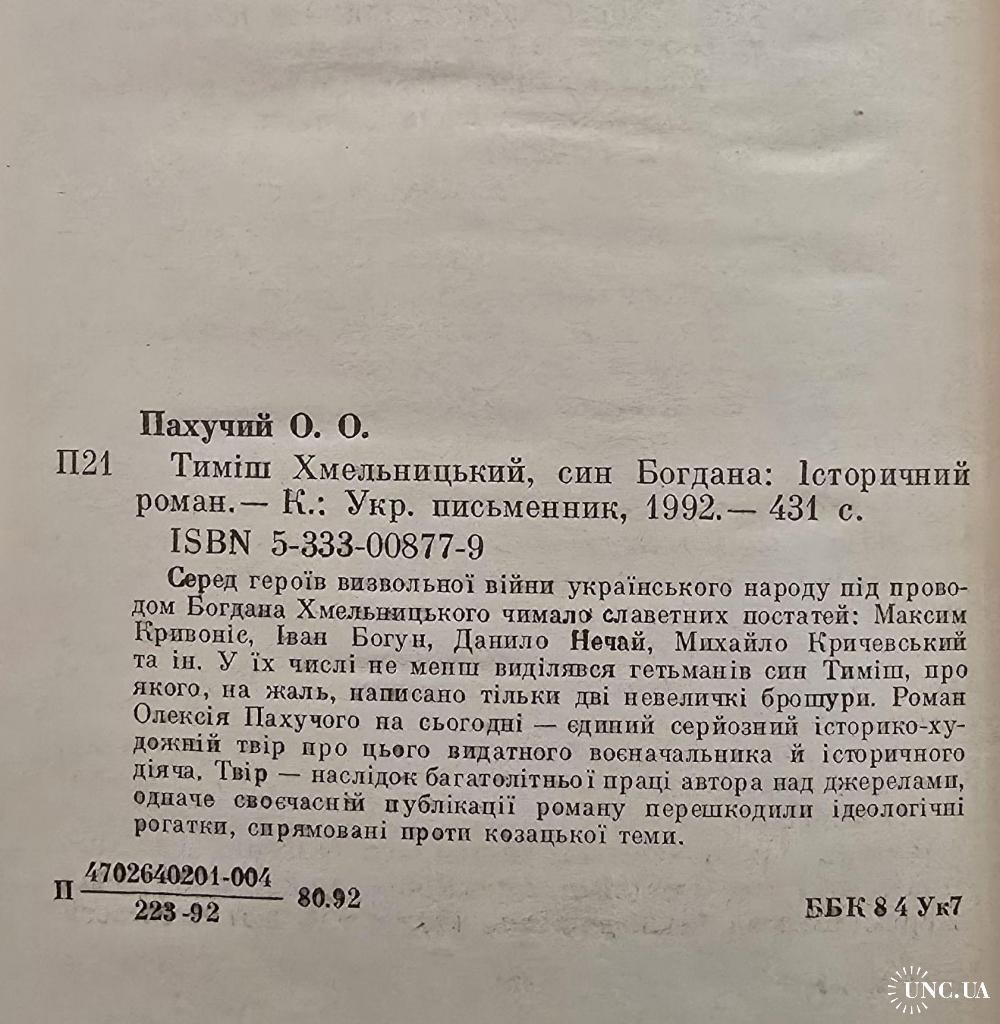 Пахучий О. О.
П21 Тиміш Хмельницький, син Богдана: Історичний
роман.— К.: Укр. письменник, 1992.— 431 с.
ISBN 5-333-00877-9
Серед героїв визвольної війни українського народу під прово-
дом Богдана Хмельницького чимало славетних постатей: Максим
Кривоніс, Іван Богун, Данило Нечай, Михайло Кричевський
та ін. У їх числі не менш виділявся гетьманів син Тиміш, про
якого, на жаль, написано тільки дві невеличкі брошури. Роман
Олексія Пахучого на сьогодні — єдиний серйозний історико-ху-
дожній твір про цього видатного воєначальника й історичного
діяча. Твір — наслідок багатолітньої праці автора над джерелами,
одначе своєчасній публікації роману перешкодили ідеологічні
рогатки, спрямовані проти козацької теми.
4702640201-004
П 80.92
223-92
ББК 84 Ук7
UNC.UA